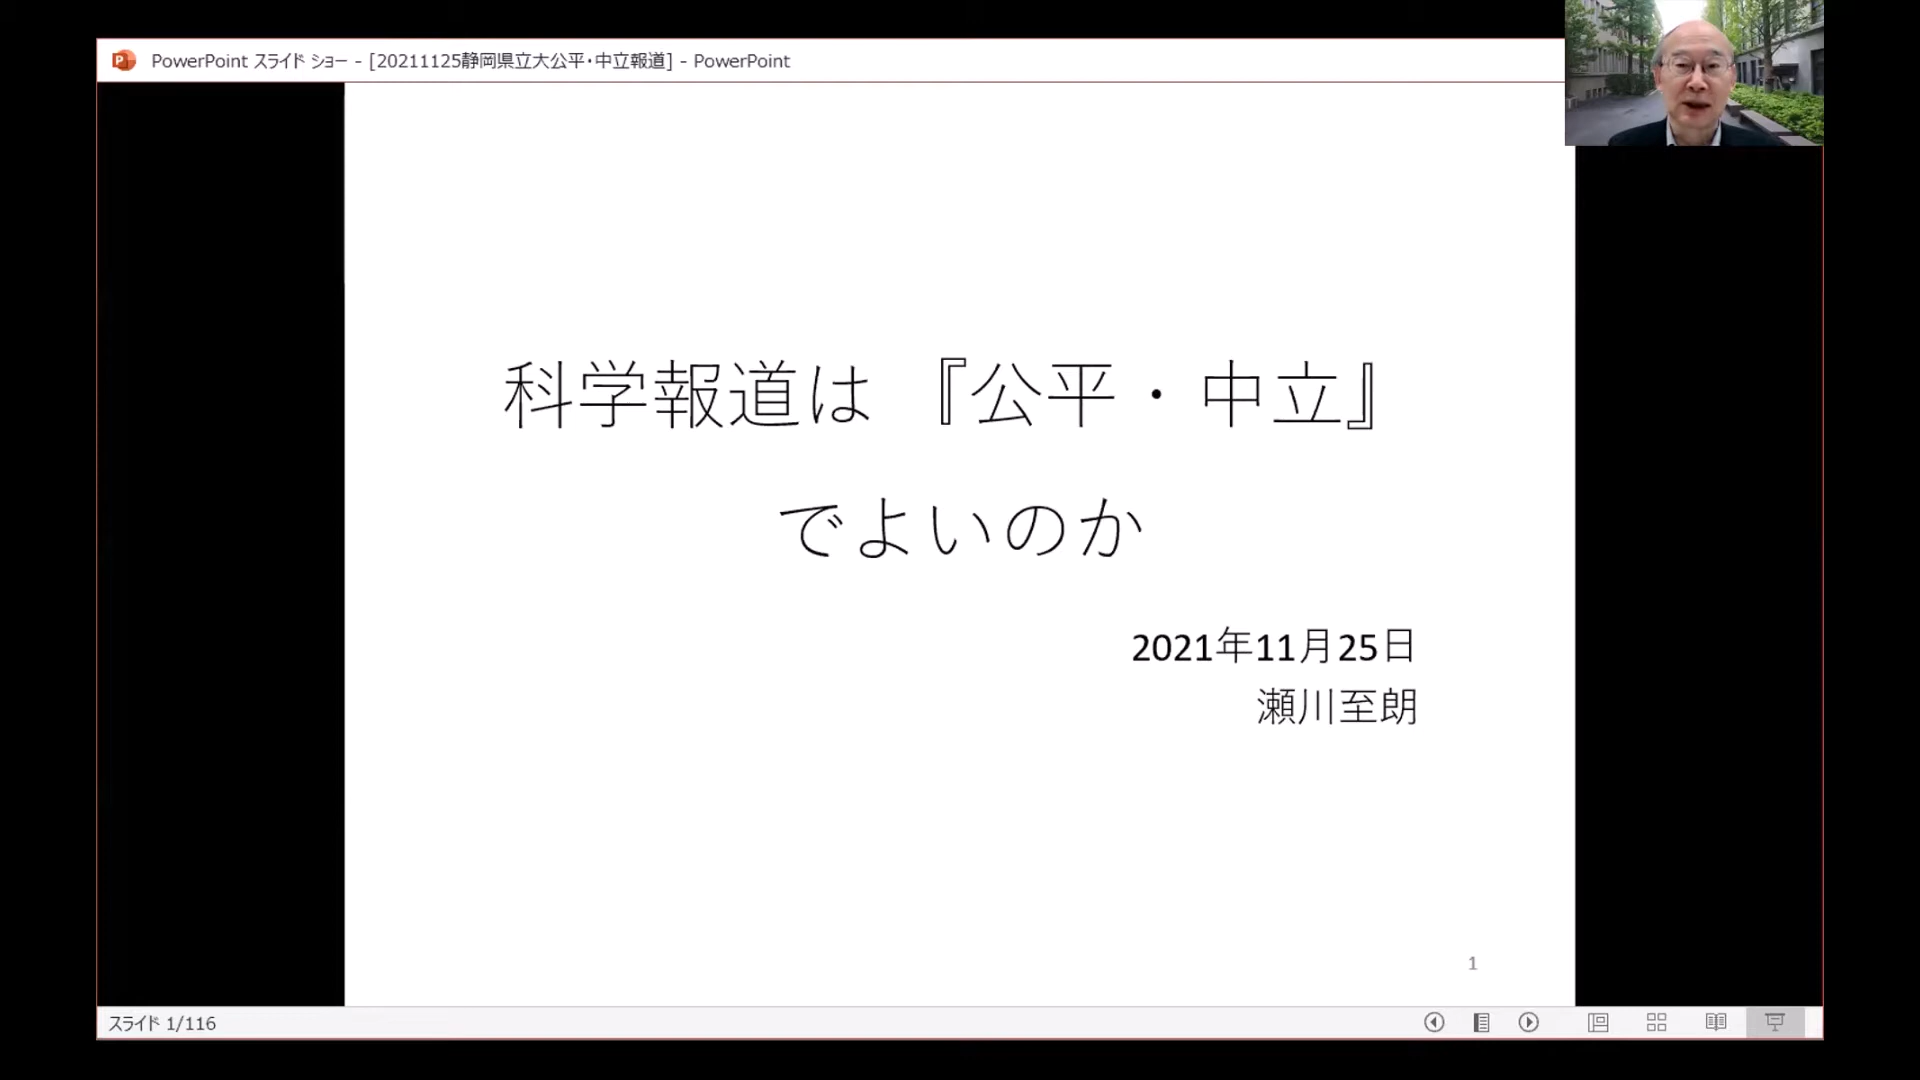 PowerPoint スライド ショー - [20211125静岡県立大公平・中立報道] - PowerPoint
科学報道は『公平・中立』
でよいのか
2021年11月25日
瀬川至朗
1
スライド 1/116